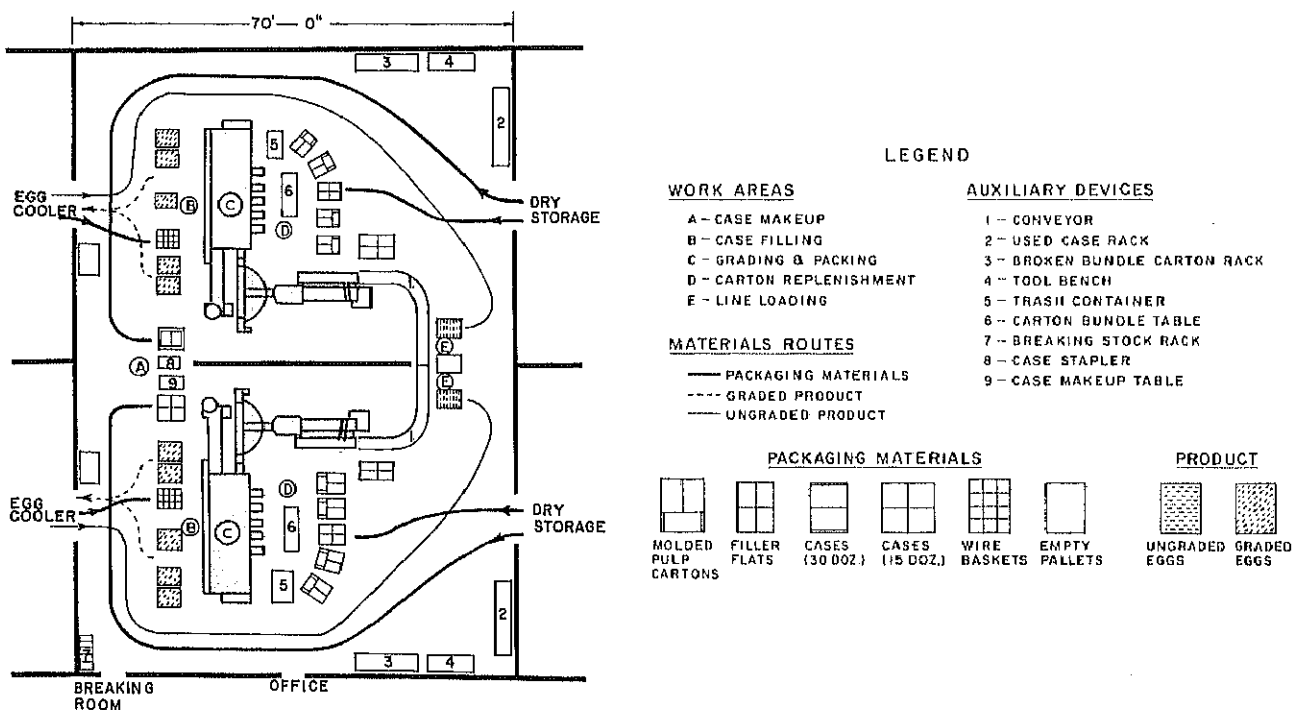 70' 0"
3
4
2
5
6
EGG
COOLER
B
C
D
DRY
STORAGE
E
A
8
9
E
EGG
COOLER
D
B
C
6
5
DRY
STORAGE
2
7
3
4
BREAKING
ROOM
OFFICE
LEGEND
WORK AREAS
A - CASE MAKEUP
B - CASE FILLING
C - GRADING & PACKING
D - CARTON REPLENISHMENT
E - LINE LOADING
MATERIALS ROUTES
PACKAGING MATERIALS
GRADED PRODUCT
UNGRADED PRODUCT
AUXILIARY DEVICES
1 - CONVEYOR
2 - USED CASE RACK
3 - BROKEN BUNDLE CARTON RACK
4 - TOOL BENCH
5 - TRASH CONTAINER
6 - CARTON BUNDLE TABLE
7 - BREAKING STOCK RACK
8 - CASE STAPLER
9 - CASE MAKEUP TABLE
PACKAGING MATERIALS
MOLDED
PULP
CARTONS
FILLER
FLATS
CASES
(30 DOZ.)
CASES
(15 DOZ.)
WIRE
BASKETS
EMPTY
PALLETS
PRODUCT
UNGRADED
EGGS
GRADED
EGGS